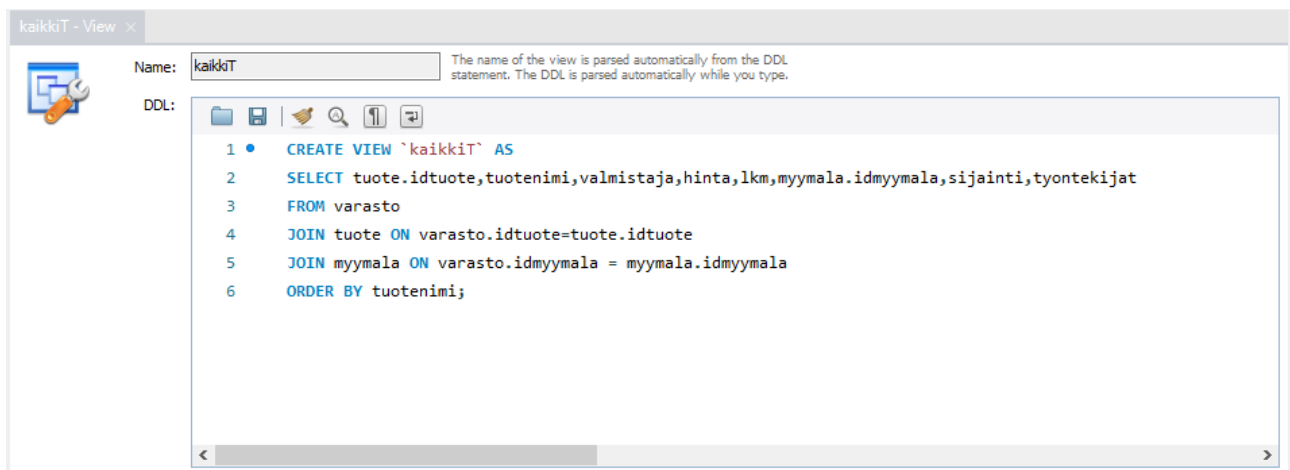 kaikkiT - View ×
Name: kaikkiT The name of the view is parsed automatically from the DDL
statement. The DDL is parsed automatically while you type.
DDL:
1 CREATE VIEW `kaikkiT` AS
2 SELECT tuote.idtuote,tuotenimi,valmistaja,hinta,lkm,myymala.idmyymala,sijainti,tyontekijat
3 FROM varasto
4 JOIN tuote ON varasto.idtuote=tuote.idtuote
5 JOIN myymala ON varasto.idmyymala = myymala.idmyymala
6 ORDER BY tuotenimi;